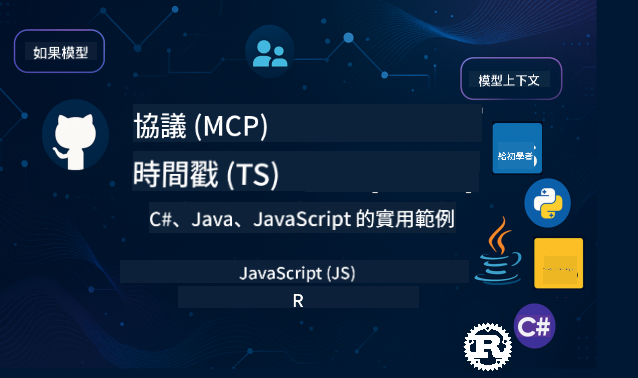 如果模型
模型上下文
協議 (MCP)
給初學者
時間戳 (TS)
C#、Java、JavaScript 的實用範例
JavaScript (JS)
R
C#
R